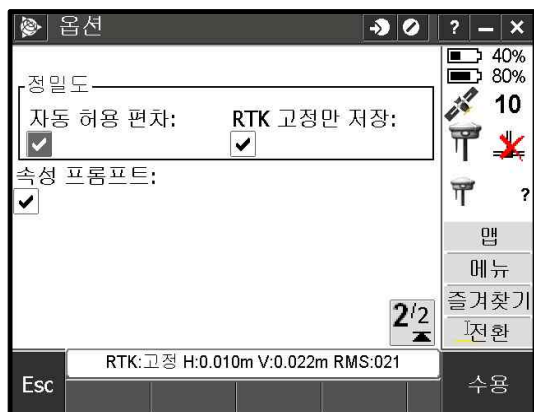 옵션
? – ×
40%
80%
정밀도
자동 허용 편차:
RTK 고정만 저장:
10
속성 프롬프트:
?
맵
메뉴
즐겨찾기
2/2
전환
RTK:고정 H:0.010m V:0.022m RMS:021
Esc
수용